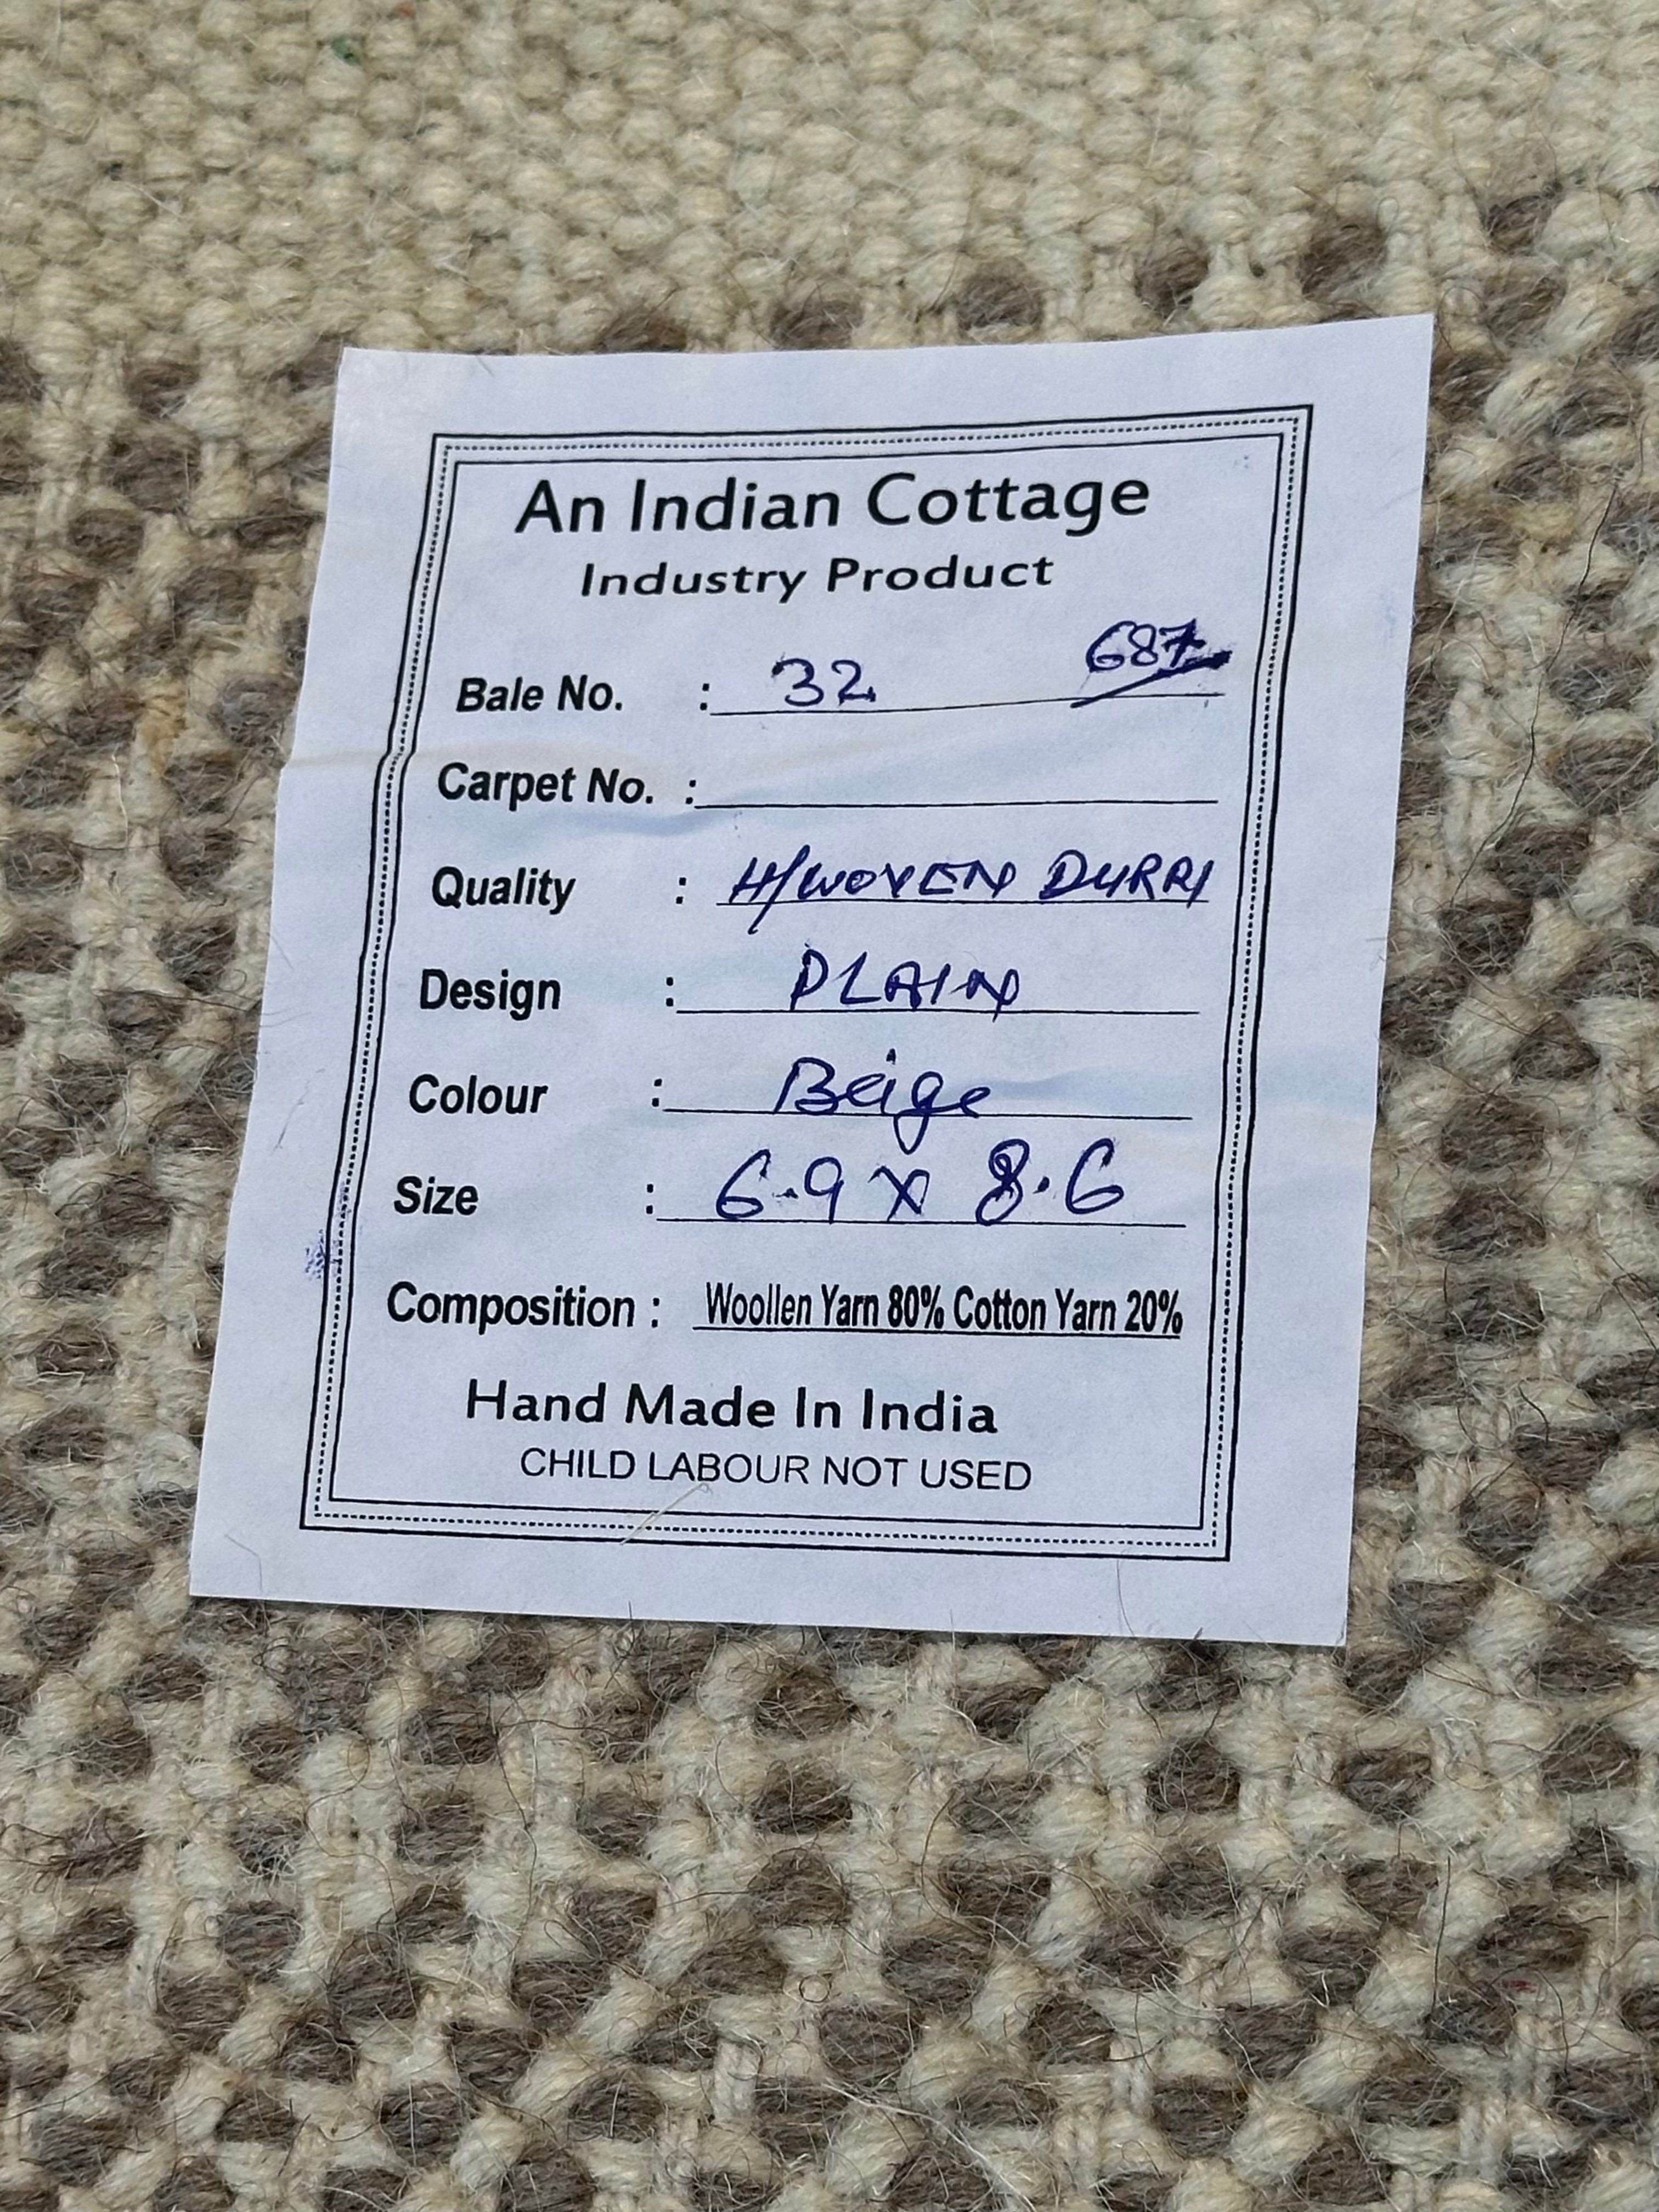 An Indian Cottage
Industry Product
Bale No. : 32 687
Carpet No. :
Quality : H/WOVEN DURRI
Design : PLAIN
Colour : Beige
Size : 6.9 X 8.6
Composition : Woollen Yarn 80% Cotton Yarn 20%
Hand Made In India
CHILD LABOUR NOT USED